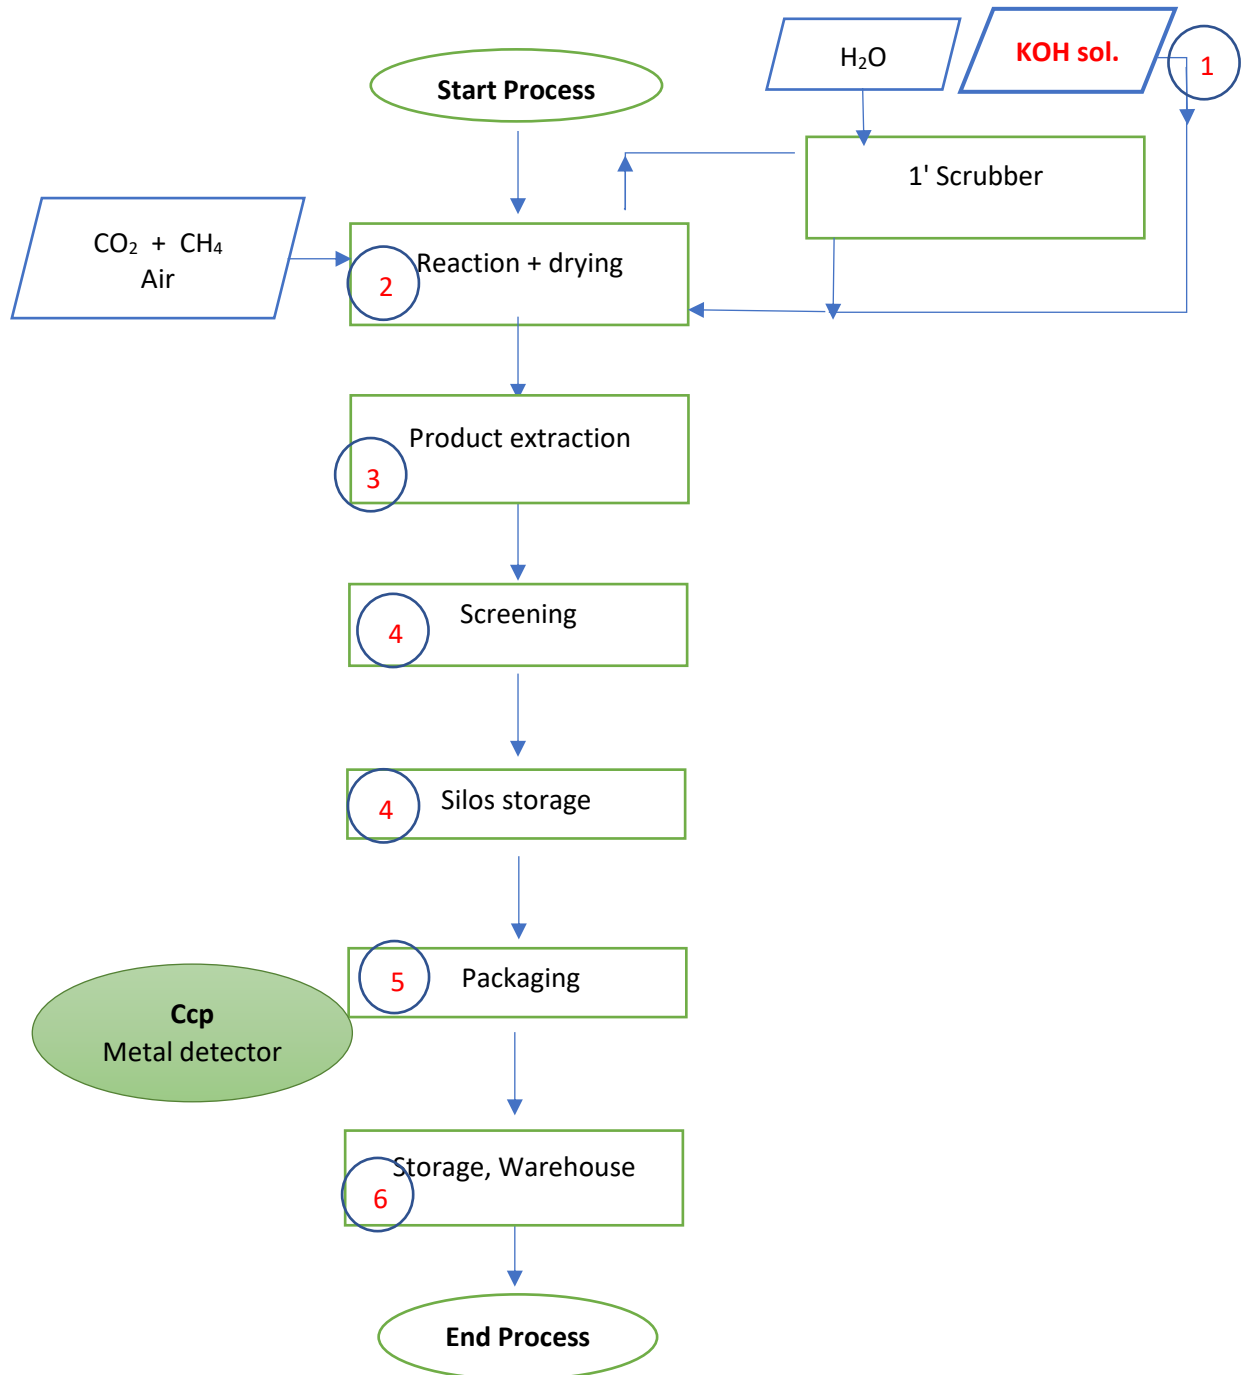 H₂O
KOH sol.
1
Start Process
1' Scrubber
CO₂ + CH₄
Air
Reaction + drying
2
Product extraction
3
Screening
4
Silos storage
4
Packaging
5
Ccp
Metal detector
Storage, Warehouse
6
End Process